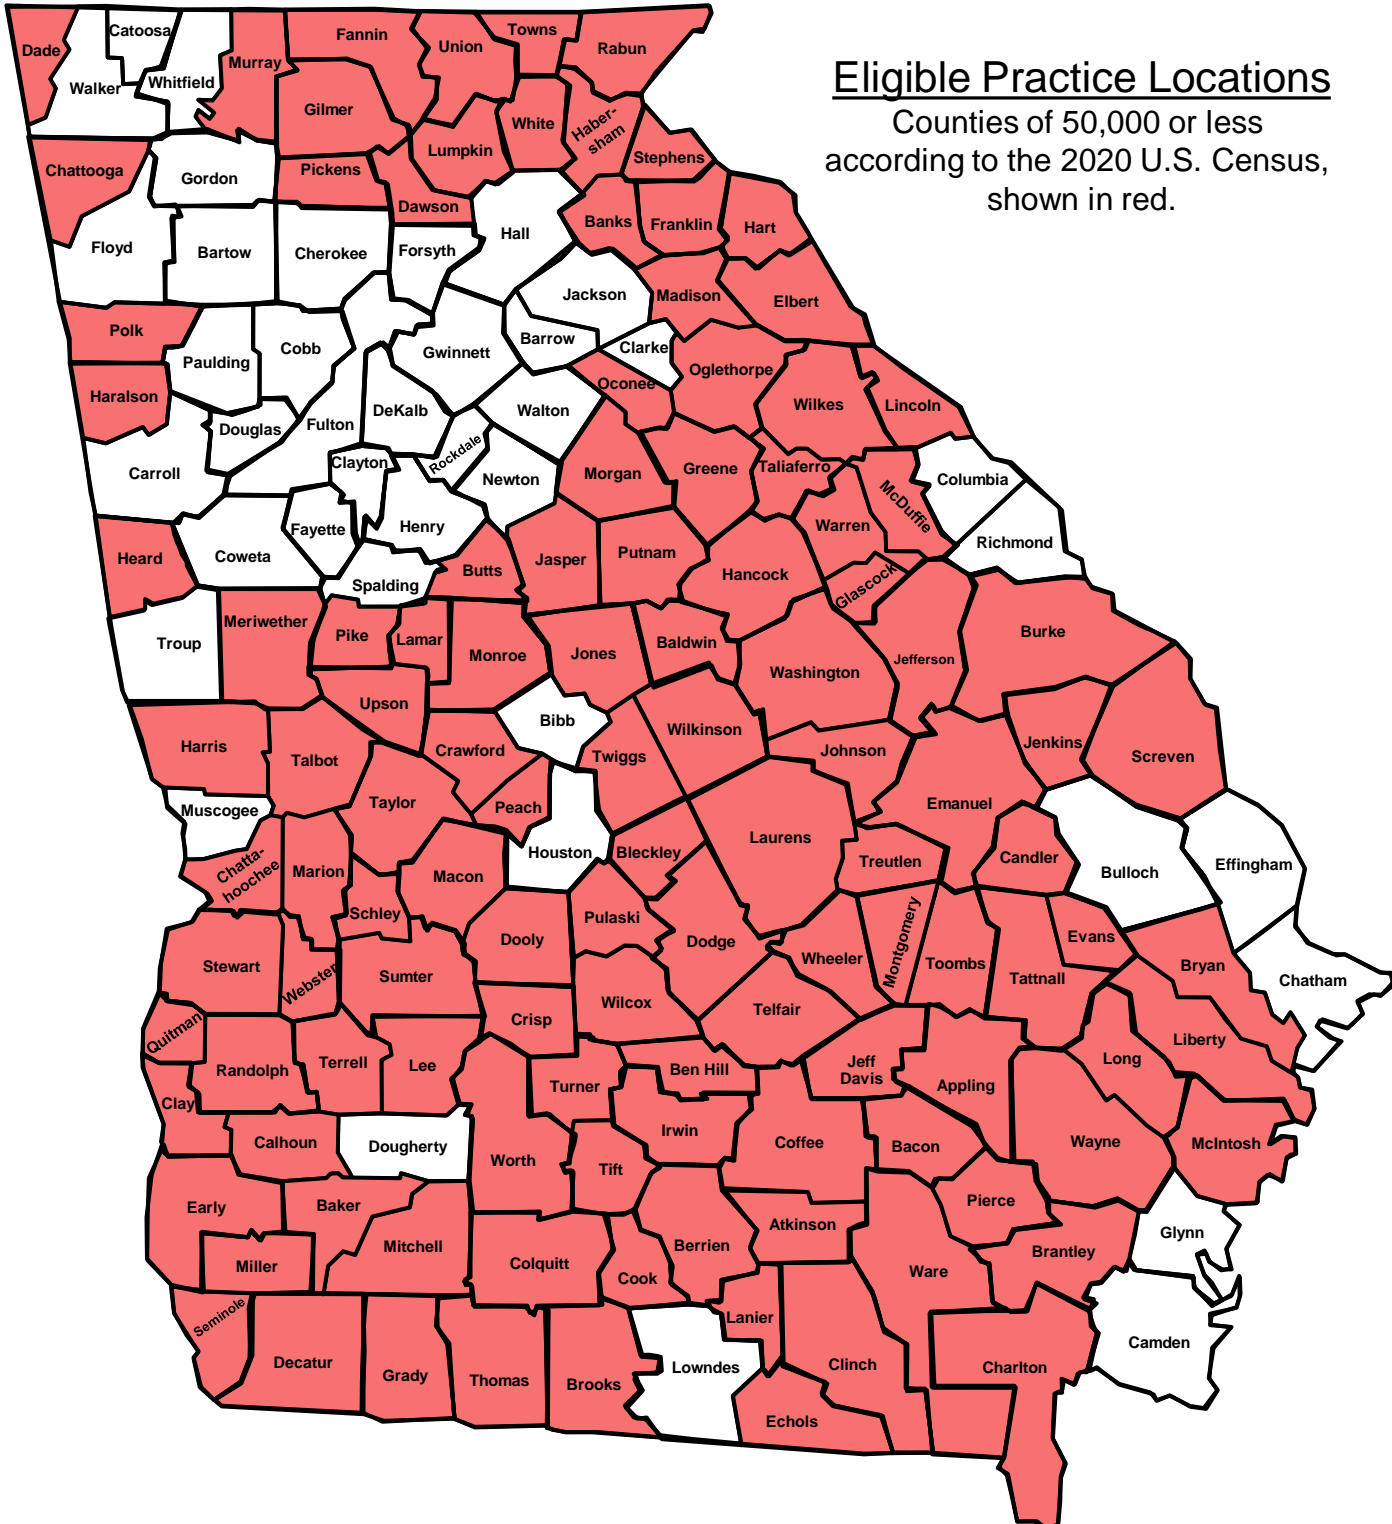 Eligible Practice Locations
Counties of 50,000 or less
according to the 2020 U.S. Census,
shown in red.
Dade
Catoosa
Walker
Whitfield
Murray
Fannin
Union
Towns
Rabun
Gilmer
White
Haber-
sham
Stephens
Lumpkin
Chattooga
Gordon
Pickens
Dawson
Banks
Franklin
Hart
Floyd
Bartow
Cherokee
Forsyth
Hall
Jackson
Madison
Elbert
Polk
Paulding
Cobb
Gwinnett
Barrow
Clarke
Oglethorpe
Haralson
Oconee
Wilkes
Lincoln
Douglas
Fulton
DeKalb
Walton
Carroll
Clayton
Rockdale
Newton
Morgan
Greene
Taliaferro
McDuffie
Columbia
Heard
Coweta
Fayette
Henry
Warren
Richmond
Spalding
Butts
Jasper
Putnam
Hancock
Glascock
Troup
Meriwether
Pike
Lamar
Monroe
Jones
Baldwin
Washington
Jefferson
Burke
Upson
Bibb
Wilkinson
Harris
Talbot
Crawford
Twiggs
Johnson
Jenkins
Screven
Muscogee
Taylor
Peach
Emanuel
Chatta-
hoochee
Marion
Macon
Houston
Bleckley
Laurens
Treutlen
Candler
Bulloch
Effingham
Schley
Dooly
Pulaski
Dodge
Wheeler
Montgomery
Toombs
Evans
Stewart
Webster
Sumter
Tattnall
Bryan
Chatham
Quitman
Crisp
Wilcox
Telfair
Liberty
Randolph
Terrell
Lee
Turner
Ben Hill
Jeff
Davis
Appling
Long
Clay
Calhoun
Dougherty
Worth
Tift
Irwin
Coffee
Bacon
Wayne
McIntosh
Early
Baker
Mitchell
Pierce
Miller
Colquitt
Cook
Berrien
Atkinson
Ware
Brantley
Glynn
Seminole
Decatur
Grady
Thomas
Brooks
Lowndes
Lanier
Clinch
Charlton
Camden
Echols